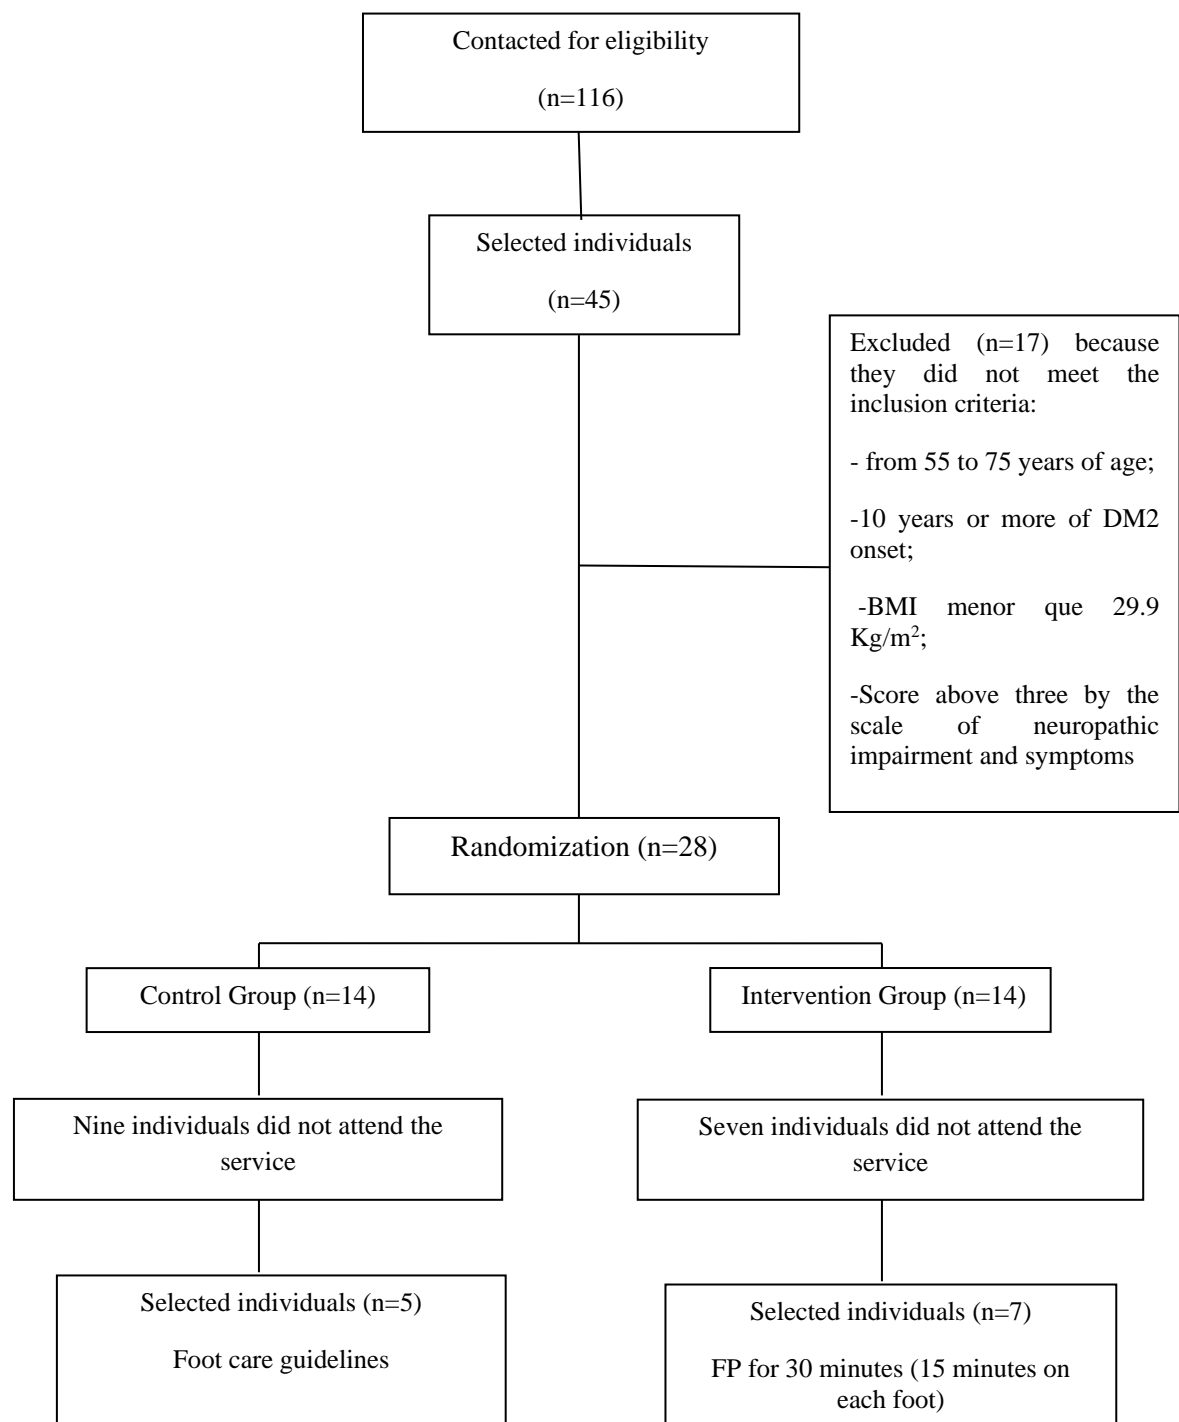 Contacted for eligibility
(n=116)
Selected individuals
(n=45)
Excluded (n=17) because
they did not meet the
inclusion criteria:
- from 55 to 75 years of age;
-10 years or more of DM2
onset;
-BMI menor que 29.9
Kg/m²;
-Score above three by the
scale of neuropathic
impairment and symptoms
Randomization (n=28)
Control Group (n=14)
Intervention Group (n=14)
Nine individuals did not attend the
service
Seven individuals did not attend the
service
Selected individuals (n=5)
Foot care guidelines
Selected individuals (n=7)
FP for 30 minutes (15 minutes on
each foot)